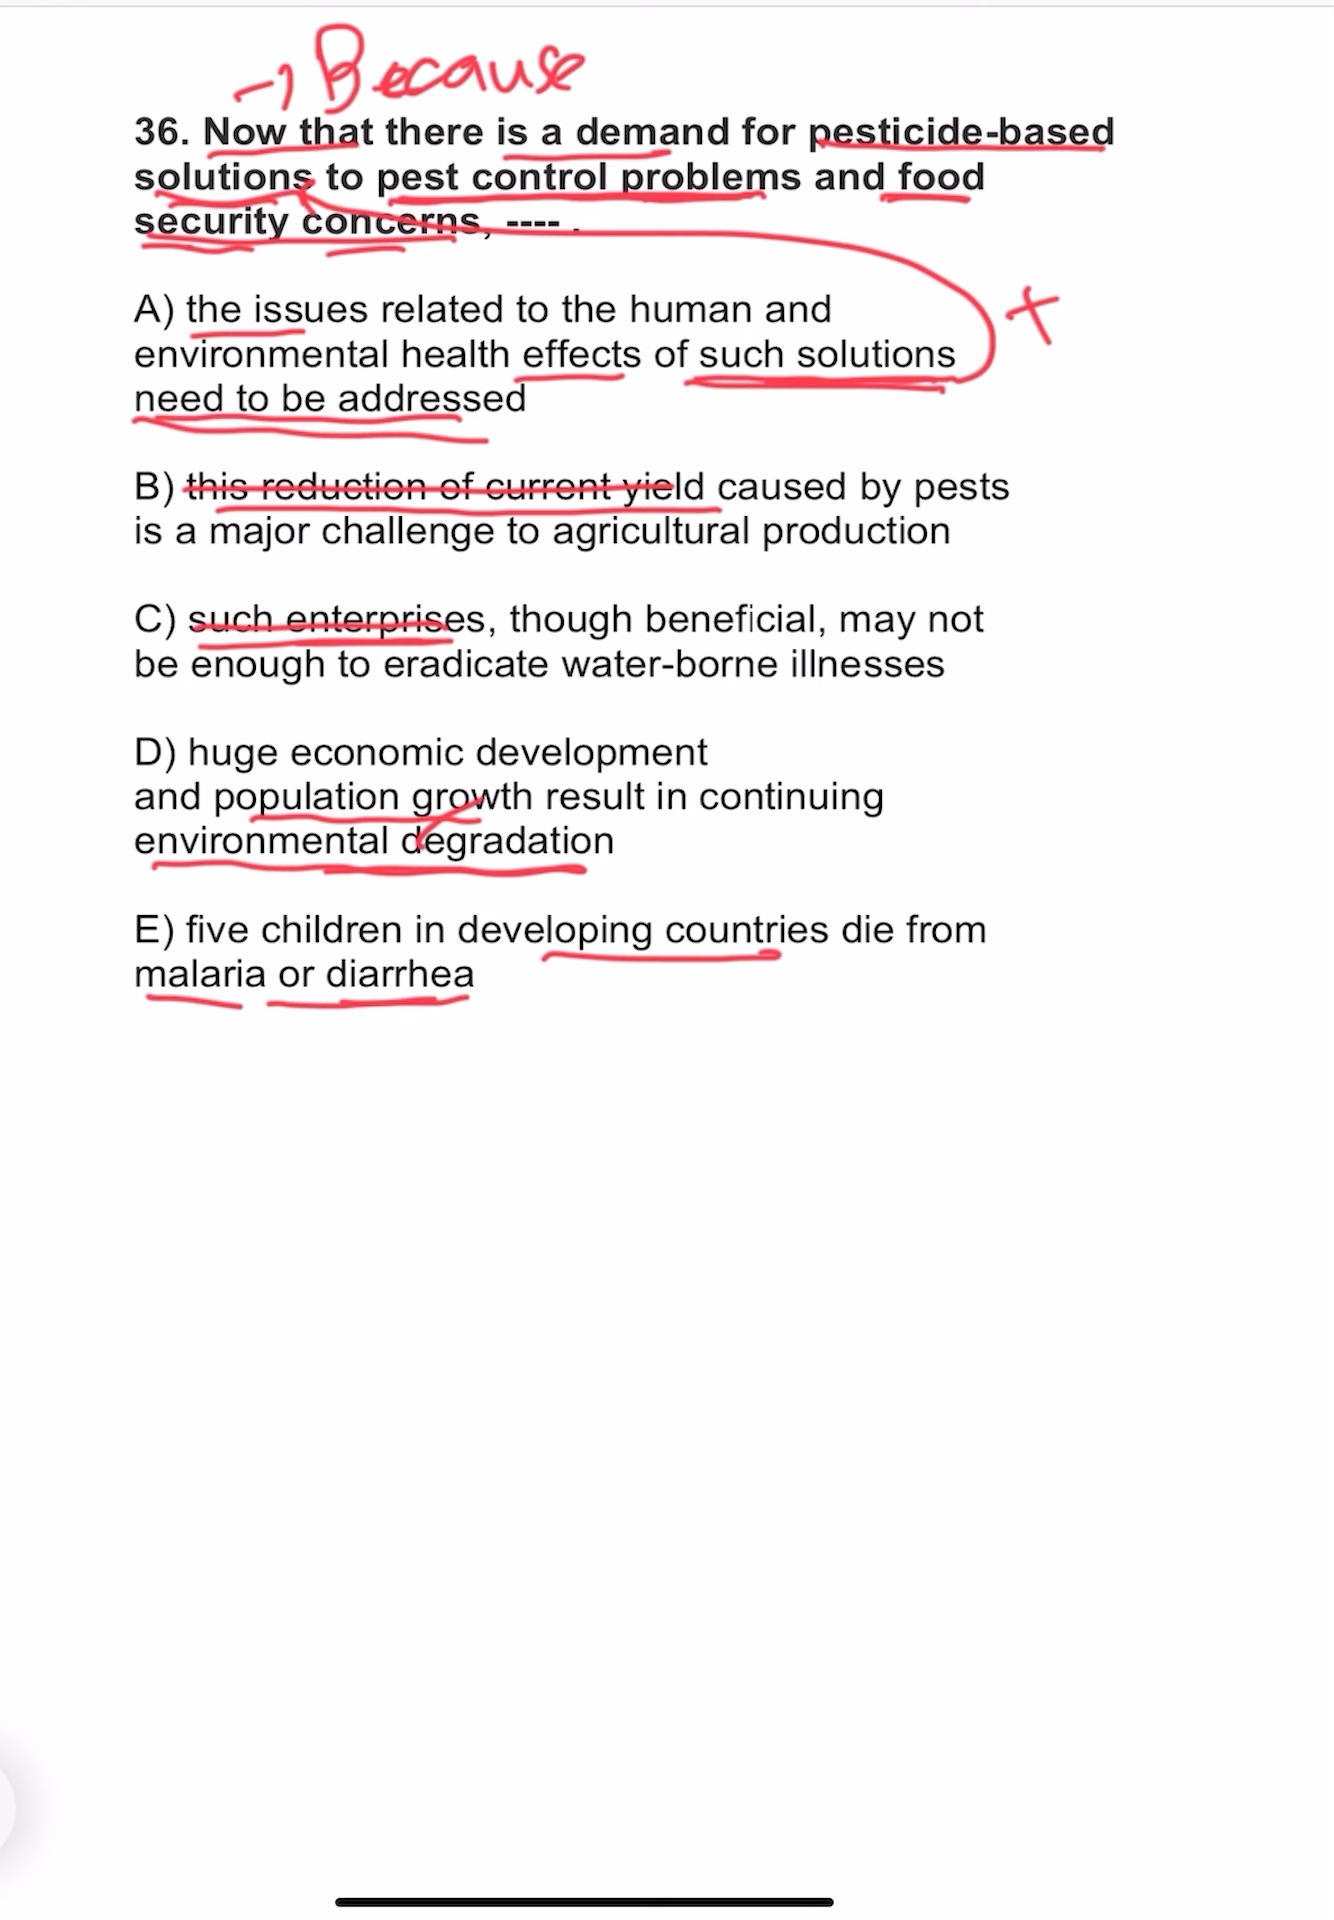 → Because
36. Now that there is a demand for pesticide-based
solutions to pest control problems and food
security concerns, ---- .
A) the issues related to the human and
environmental health effects of such solutions
need to be addressed
+
B) this reduction of current yield caused by pests
is a major challenge to agricultural production
C) such enterprises, though beneficial, may not
be enough to eradicate water-borne illnesses
D) huge economic development
and population growth result in continuing
environmental degradation
E) five children in developing countries die from
malaria or diarrhea